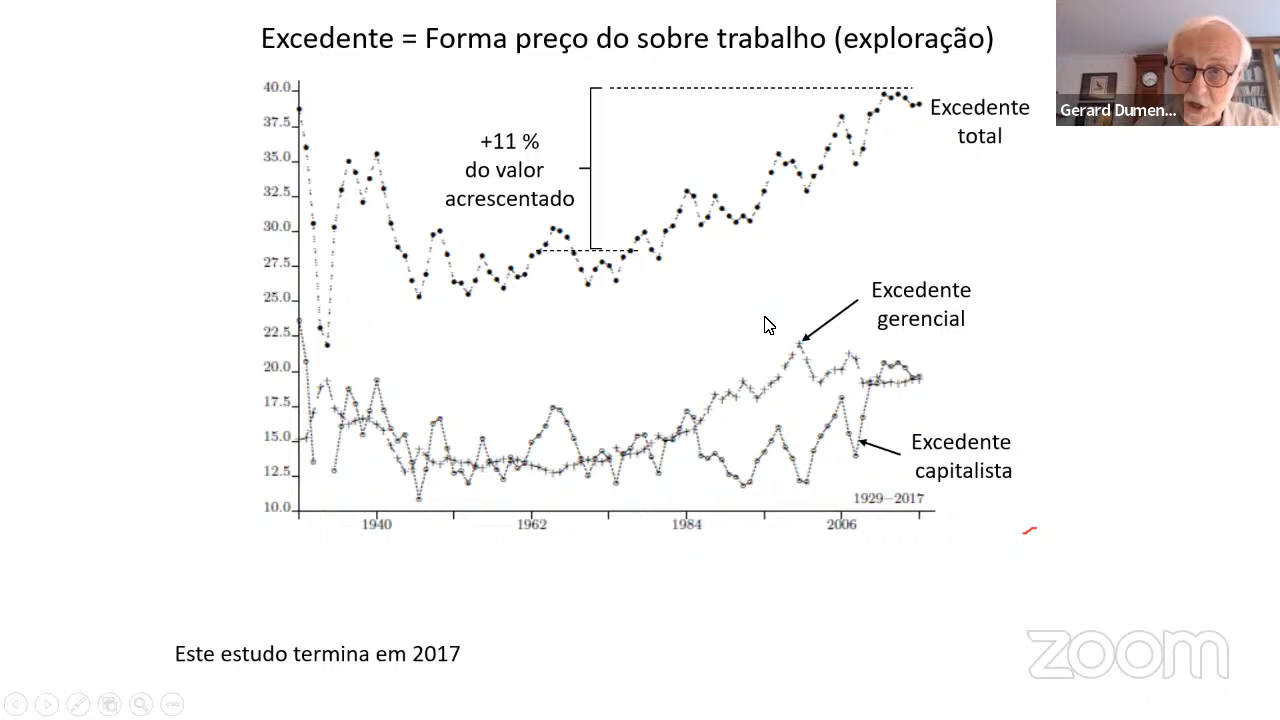 Excedente = Forma preço do sobre trabalho (exploração)
Gerard Dumen...
40.0
37.5
35.0
32.5
30.0
27.5
25.0
22.5
20.0
17.5
15.0
12.5
10.0
+11 %
do valor
acrescentado
Excedente
total
Excedente
gerencial
Excedente
capitalista
1929–2017
1940
1962
1984
2006
Este estudo termina em 2017
zoom